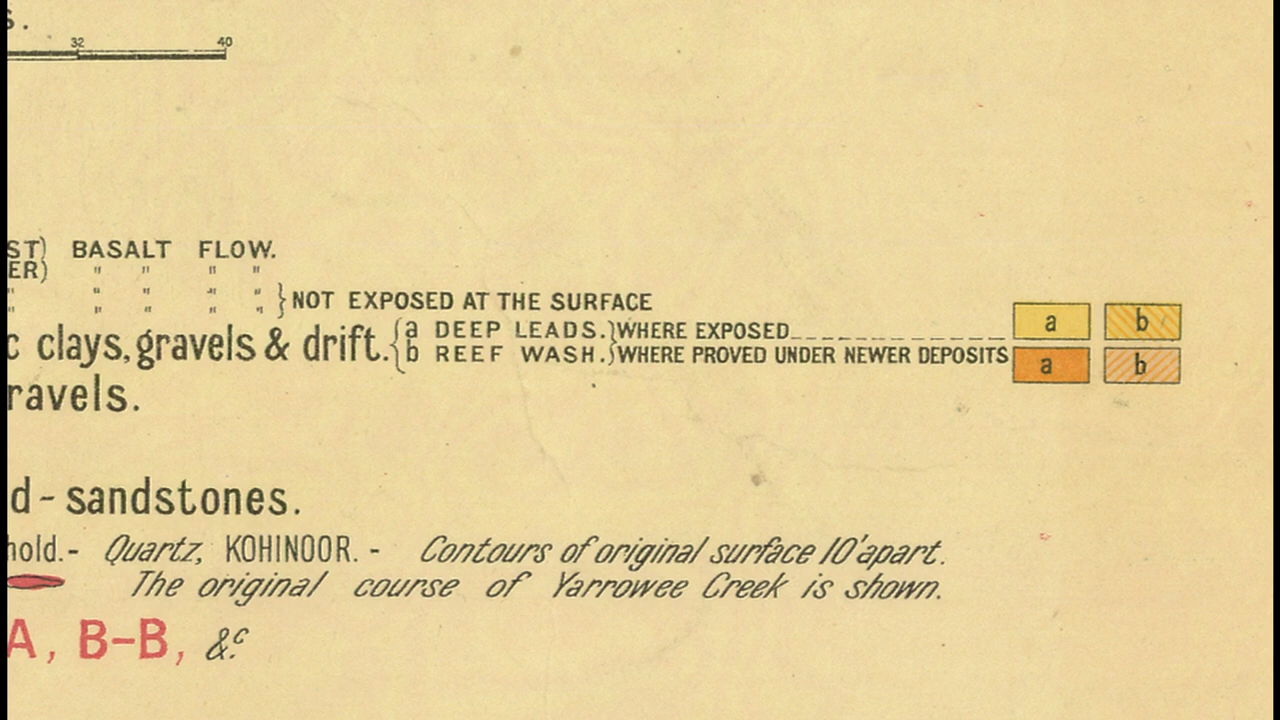 S.
32 40
ST) BASALT FLOW.
ER) " " " "
" " " " "
" " " " " } NOT EXPOSED AT THE SURFACE
c clays, gravels & drift. { a DEEP LEADS. } WHERE EXPOSED_ _ _ _ _ _ _ _ _ _ _ _ a b
b REEF WASH. WHERE PROVED UNDER NEWER DEPOSITS a b
ravels.
d - sandstones.
hold. - Quartz, KOHINOOR. - Contours of original surface 10' apart.
The original course of Yarrowee Creek is shown.
A, B-B, &c.